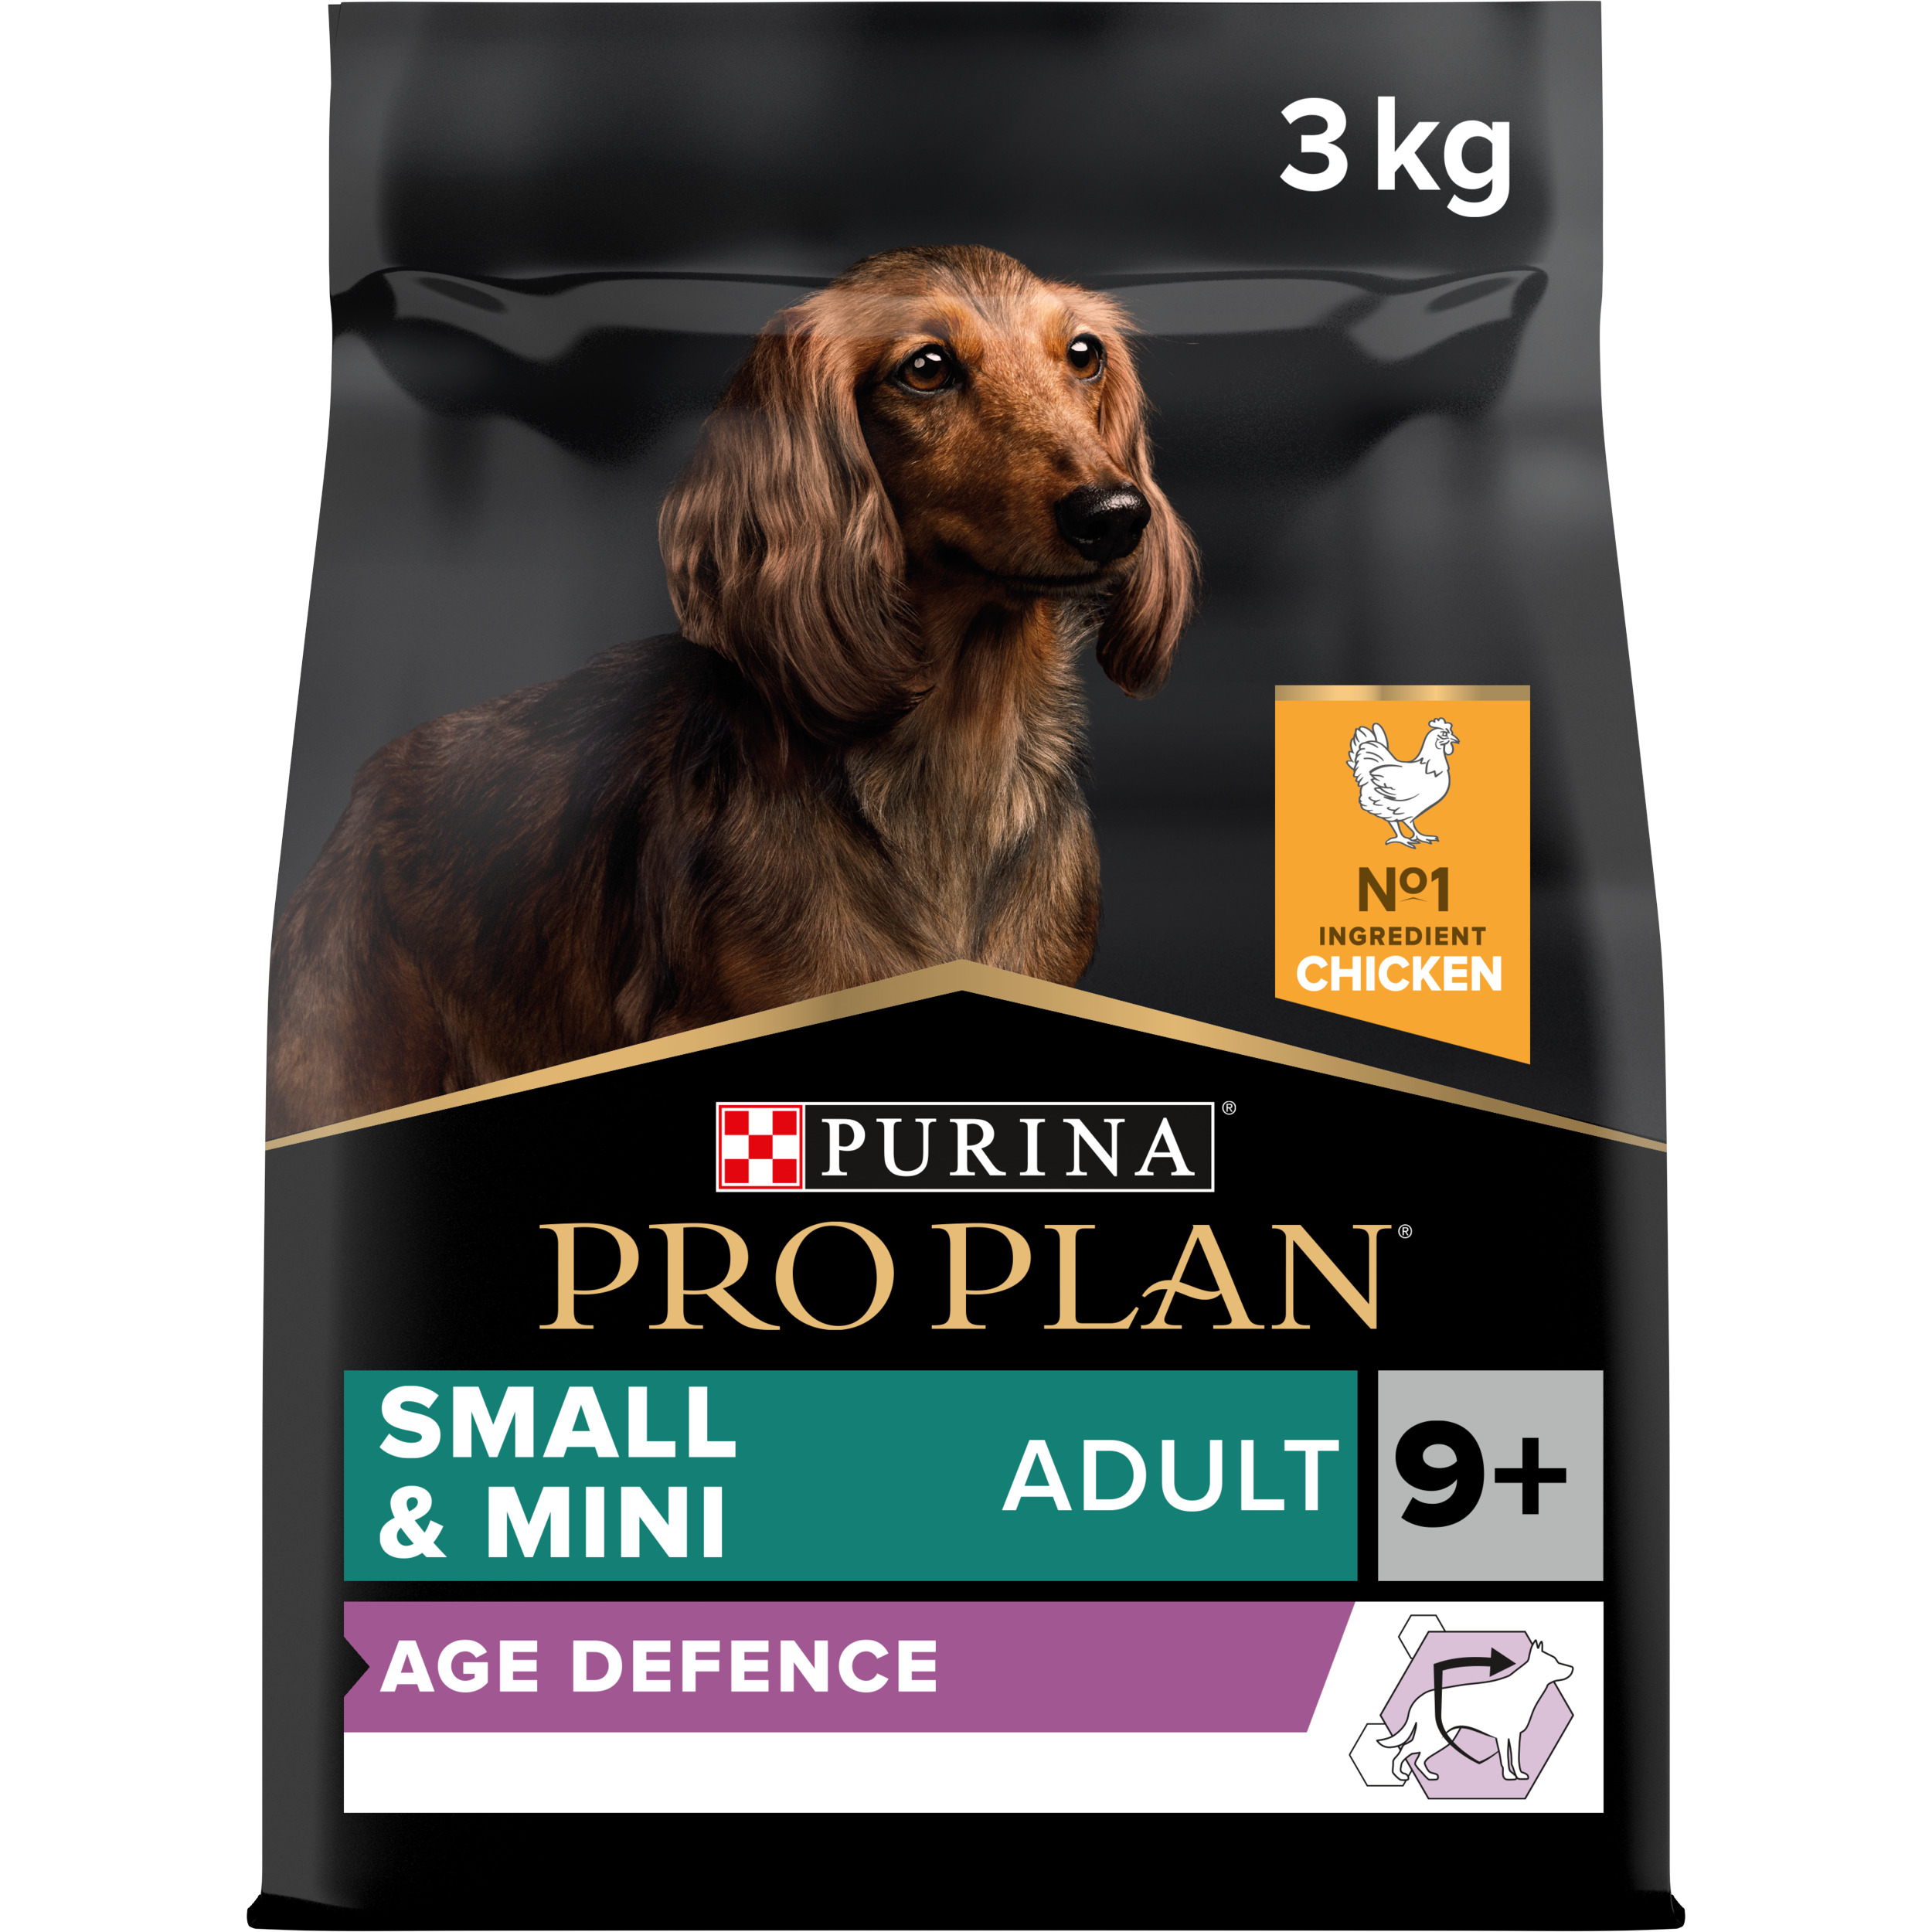 3 kg
Nº1
INGREDIENT
CHICKEN
PURINA®
PRO PLAN®
SMALL
& MINI
ADULT
9+
AGE DEFENCE